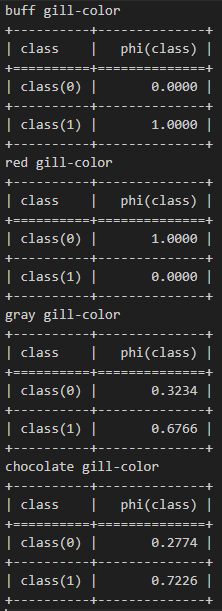 buff gill-color
+----------+--------------+
| class    |   phi(class) |
+==========+==============+
| class(0) |       0.0000 |
+----------+--------------+
| class(1) |       1.0000 |
+----------+--------------+
red gill-color
+----------+--------------+
| class    |   phi(class) |
+==========+==============+
| class(0) |       1.0000 |
+----------+--------------+
| class(1) |       0.0000 |
+----------+--------------+
gray gill-color
+----------+--------------+
| class    |   phi(class) |
+==========+==============+
| class(0) |       0.3234 |
+----------+--------------+
| class(1) |       0.6766 |
+----------+--------------+
chocolate gill-color
+----------+--------------+
| class    |   phi(class) |
+==========+==============+
| class(0) |       0.2774 |
+----------+--------------+
| class(1) |       0.7226 |
+----------+--------------+